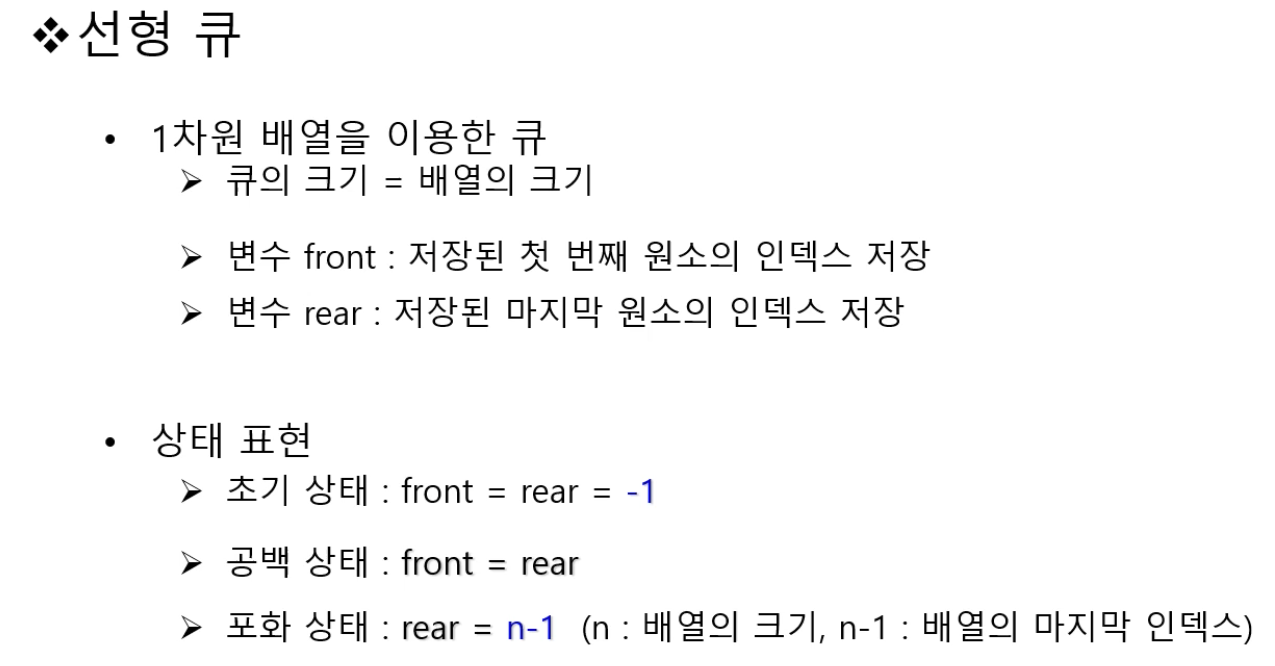 ❖선형 큐
• 1차원 배열을 이용한 큐
➢ 큐의 크기 = 배열의 크기
➢ 변수 front : 저장된 첫 번째 원소의 인덱스 저장
➢ 변수 rear : 저장된 마지막 원소의 인덱스 저장
• 상태 표현
➢ 초기 상태 : front = rear = -1
➢ 공백 상태 : front = rear
➢ 포화 상태 : rear = n-1 (n : 배열의 크기, n-1 : 배열의 마지막 인덱스)